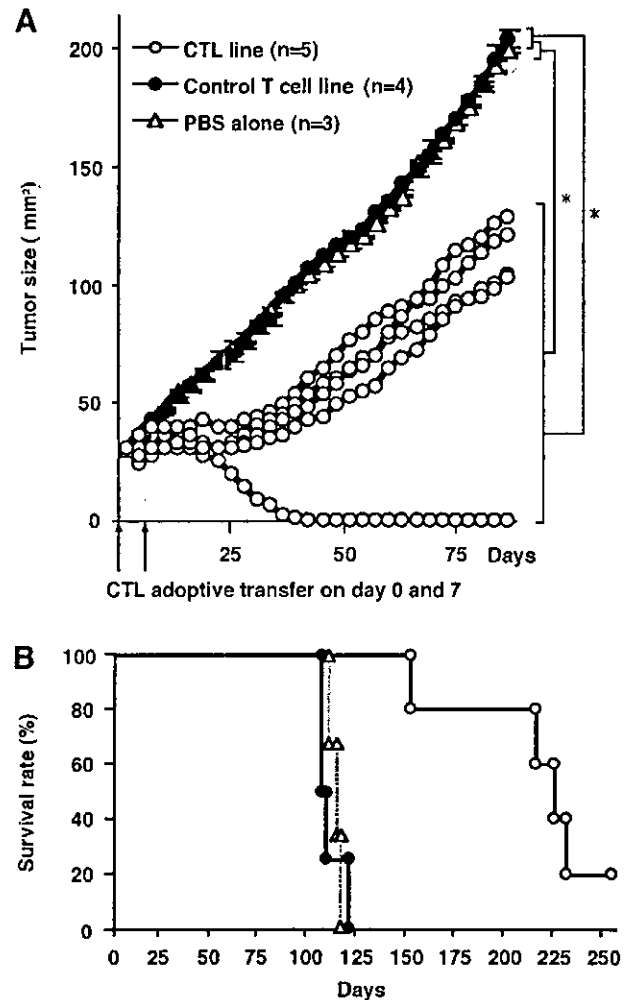 A
200
150
100
50
0
Tumor size ( mm²)
CTL line (n=5)
Control T cell line (n=4)
PBS alone (n=3)
*
*
25 50 75 Days
CTL adoptive transfer on day 0 and 7
B
100
80
60
40
20
0
Survival rate (%)
0 25 50 75 100 125 150 175 200 225 250
Days